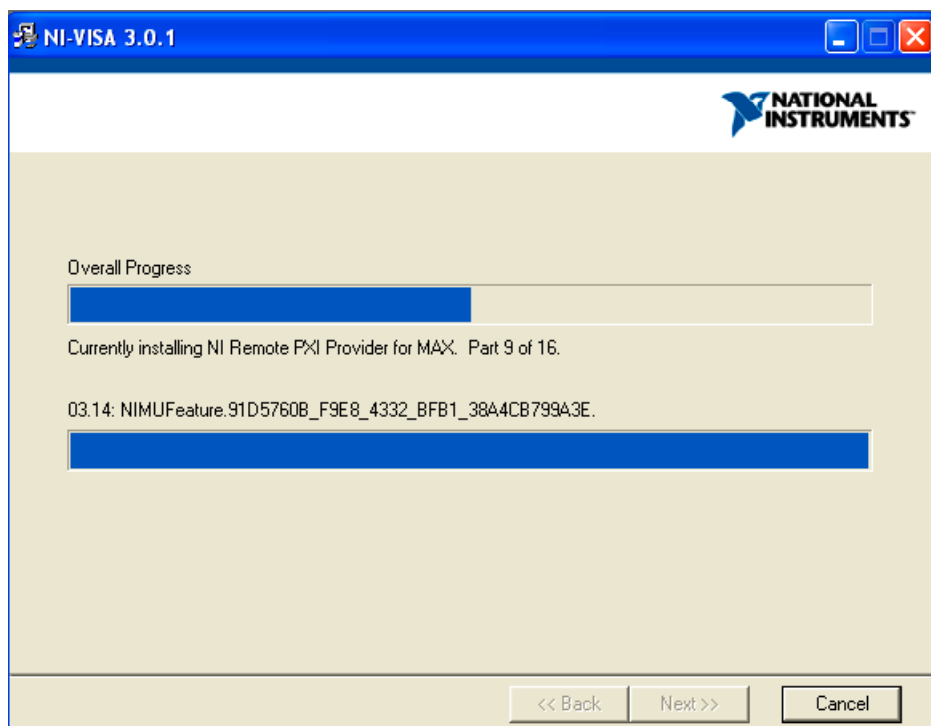 NI-VISA 3.0.1
NATIONAL
INSTRUMENTS™
Overall Progress
Currently installing NI Remote PXI Provider for MAX. Part 9 of 16.
03.14: NIMUFeature.91D5760B_F9E8_4332_BFB1_38A4CB799A3E.
<< Back
Next >>
Cancel